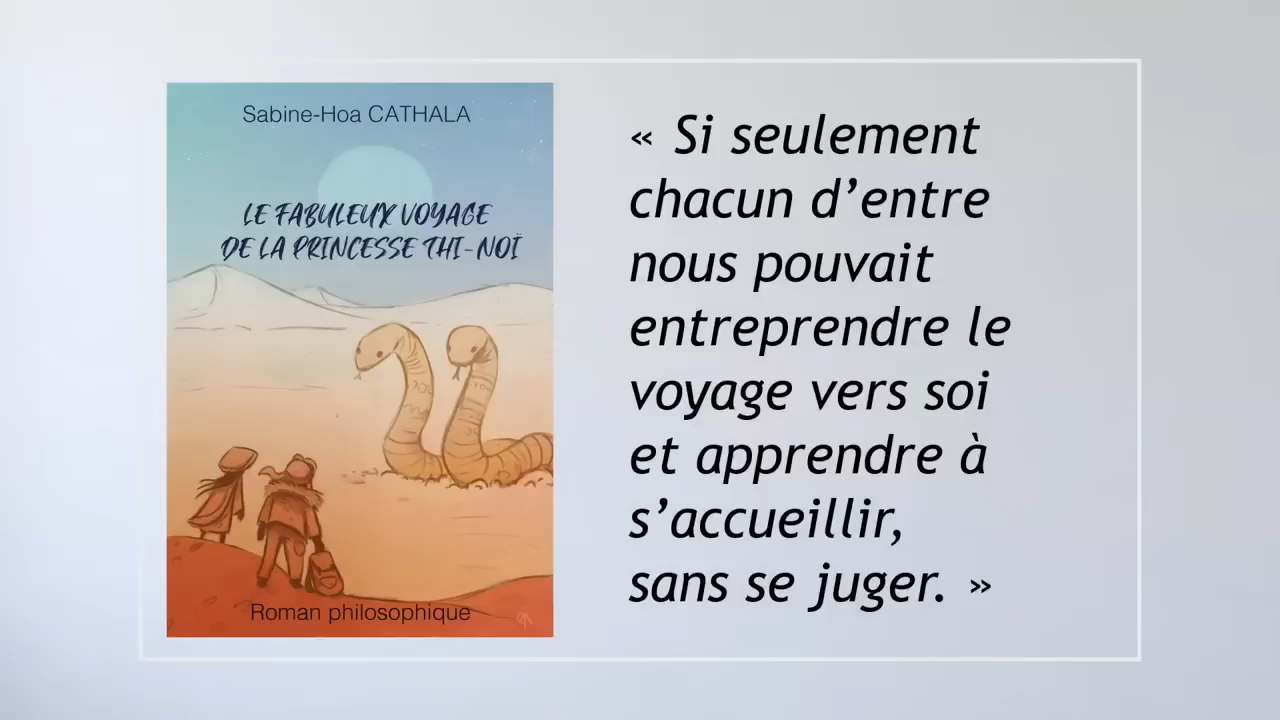 Sabine-Hoa CATHALA
LE FABULEUX VOYAGE
DE LA PRINCESSE THI-NOÏ
Roman philosophique
« Si seulement
chacun d’entre
nous pouvait
entreprendre le
voyage vers soi
et apprendre à
s’accueillir,
sans se juger. »